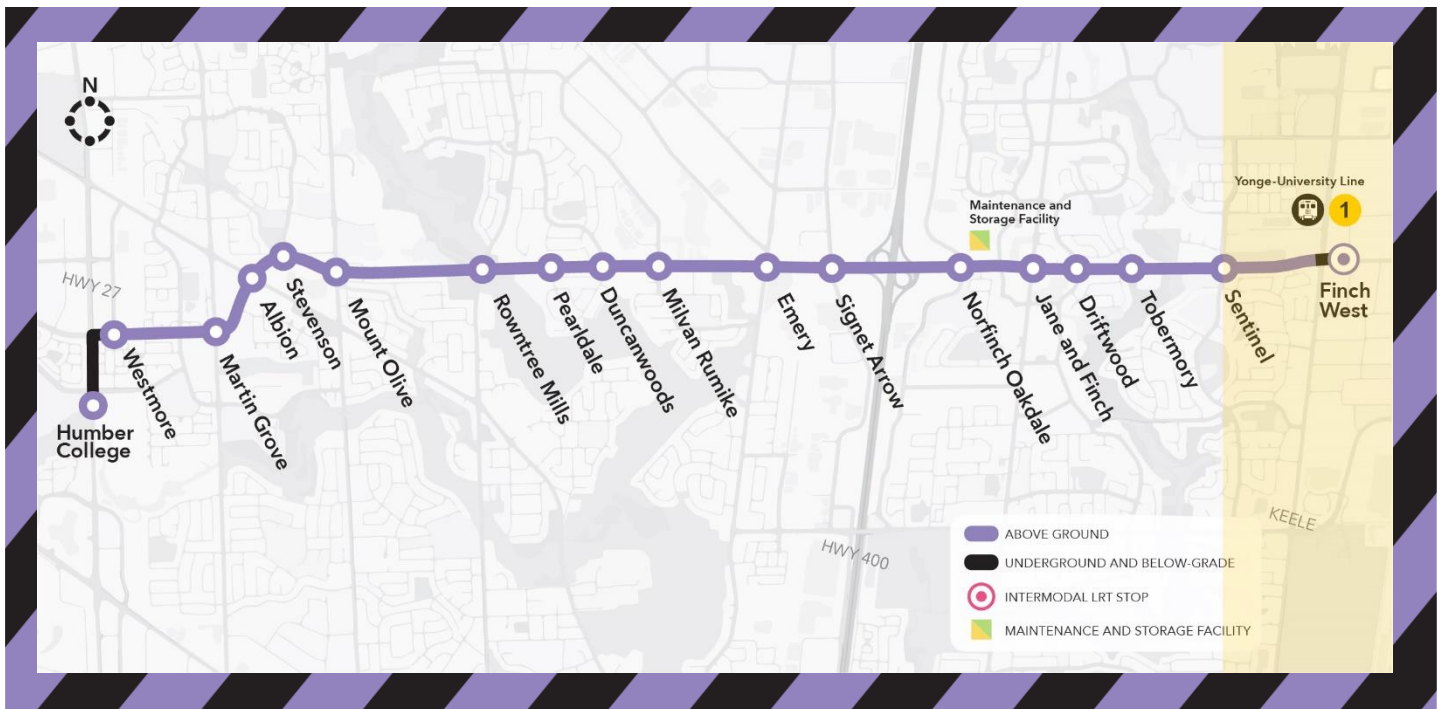 N
Yonge-University Line
1
Maintenance and
Storage Facility
HWY 27
Humber
College
Westmore
Martin Grove
Albion
Stevenson
Mount Olive
Rowntree Mills
Pearldale
Duncanwoods
Milvan Rumike
Emery
Signet Arrow
Norfinch Oakdale
Jane and Finch
Driftwood
Tobermory
Sentinel
Finch
West
HWY 400
KEELE
ABOVE GROUND
UNDERGROUND AND BELOW-GRADE
INTERMODAL LRT STOP
MAINTENANCE AND STORAGE FACILITY